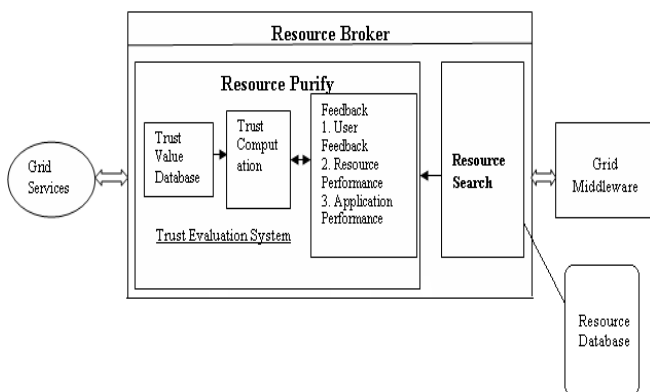 Resource Broker
Resource Purify
Grid
Services
Trust
Value
Database
Trust
Comput
ation
Feedback
1. User
Feedback
2. Resource
Performance
3. Application
Performance
Trust Evaluation System
Resource
Search
Grid
Middleware
Resource
Database